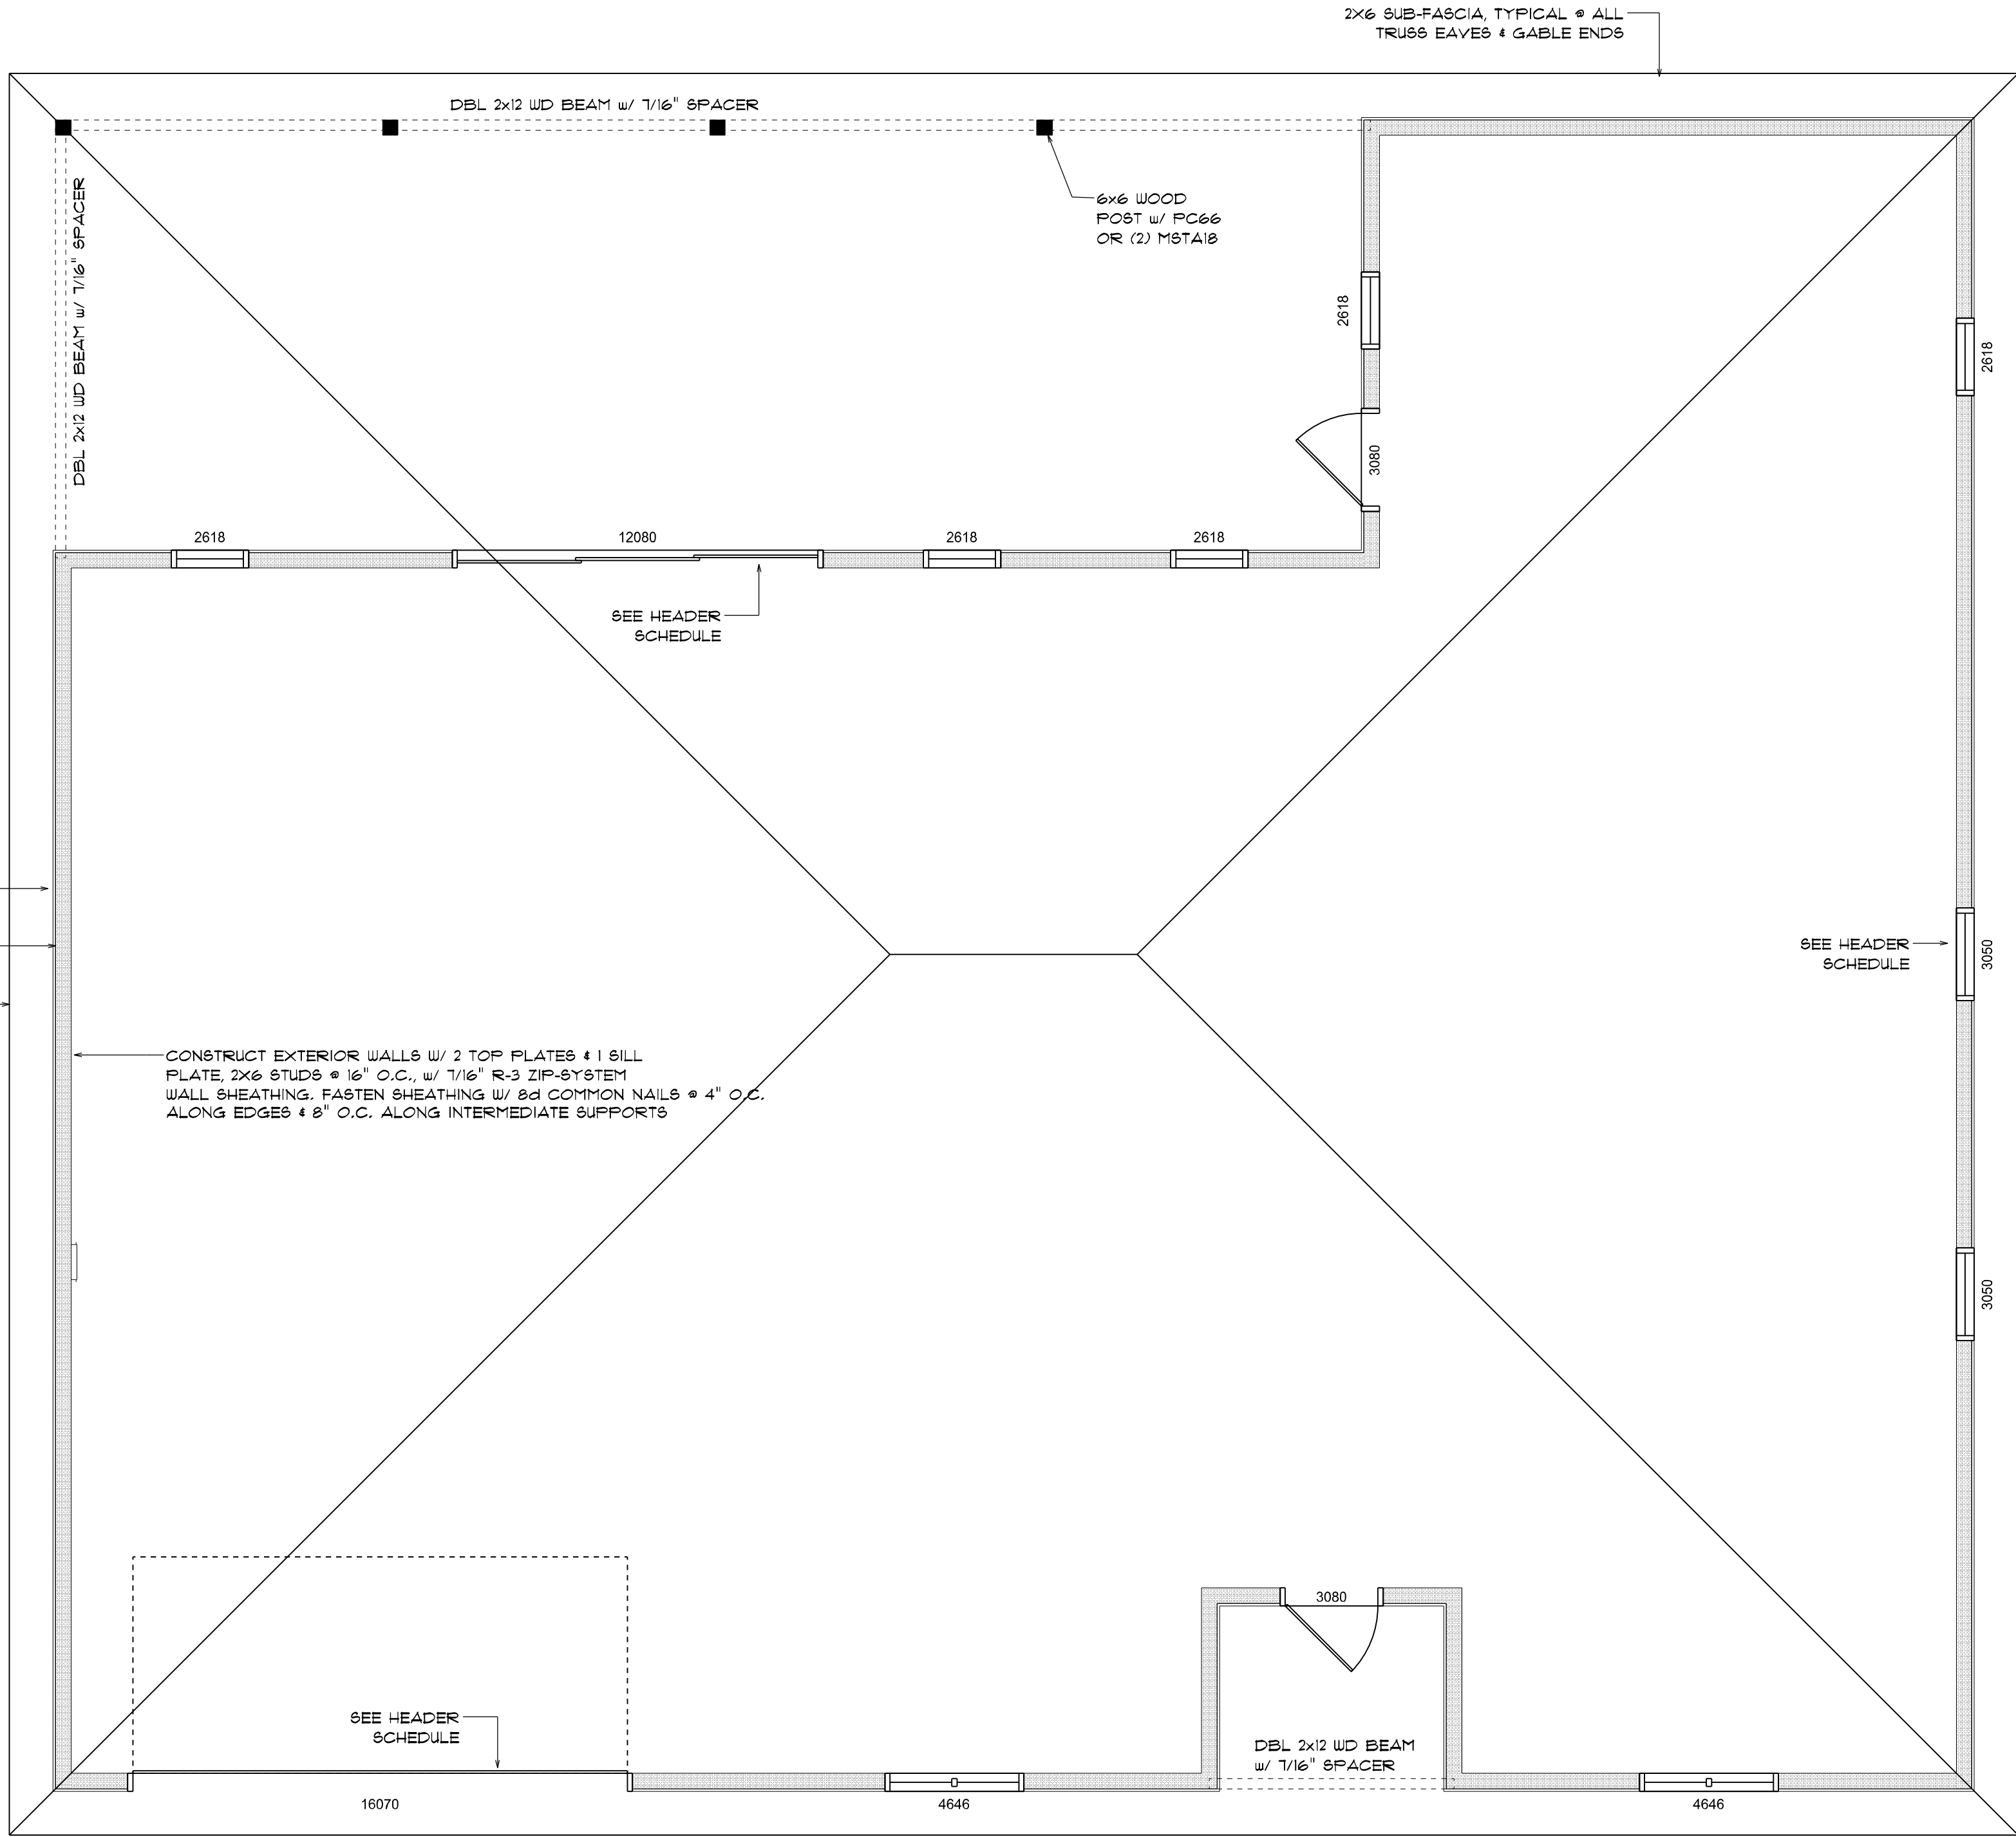 2X6 SUB-FASCIA, TYPICAL @ ALL
TRUSS EAVES & GABLE ENDS
DBL 2x12 WD BEAM w/ 7/16" SPACER
DBL 2x12 WD BEAM w/ 7/16" SPACER
6x6 WOOD
POST w/ PC66
OR (2) MSTA18
2618
2618
3080
2618
12080
2618
2618
SEE HEADER
SCHEDULE
SEE HEADER
SCHEDULE
3050
CONSTRUCT EXTERIOR WALLS W/ 2 TOP PLATES & 1 SILL
PLATE, 2X6 STUDS @ 16" O.C., w/ 7/16" R-3 ZIP-SYSTEM
WALL SHEATHING. FASTEN SHEATHING W/ 8d COMMON NAILS @ 4" O.C.
ALONG EDGES & 8" O.C. ALONG INTERMEDIATE SUPPORTS
3050
3080
SEE HEADER
SCHEDULE
DBL 2x12 WD BEAM
w/ 7/16" SPACER
16070
4646
4646